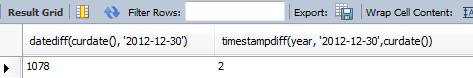 Result Grid Filter Rows: Export: Wrap Cell Content:
datediff(curdate(), '2012-12-30') timestampdiff(year, '2012-12-30',curdate())
1078 2